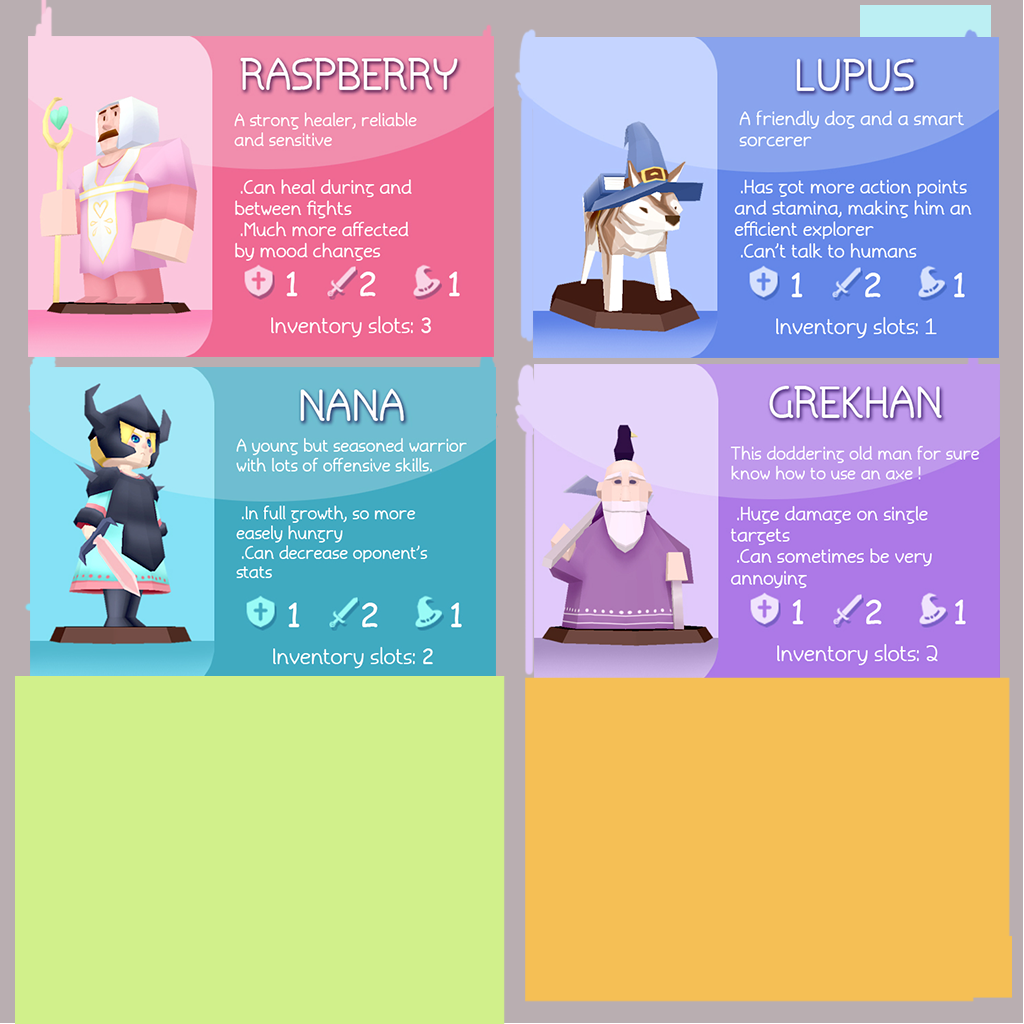 RASPBERRY
A strong healer, reliable
and sensitive
.Can heal during and
between fights
.Much more affected
by mood changes
1 2 1
Inventory slots: 3
LUPUS
A friendly dog and a smart
sorcerer
.Has got more action points
and stamina, making him an
efficient explorer
.Can't talk to humans
1 2 1
Inventory slots: 1
NANA
A young but seasoned warrior
with lots of offensive skills.
.In full growth, so more
easely hungry
.Can decrease oponent's
stats
1 2 1
Inventory slots: 2
GREKHAN
This doddering old man for sure
know how to use an axe !
.Huge damage on single
targets
.Can sometimes be very
annoying
1 2 1
Inventory slots: 2